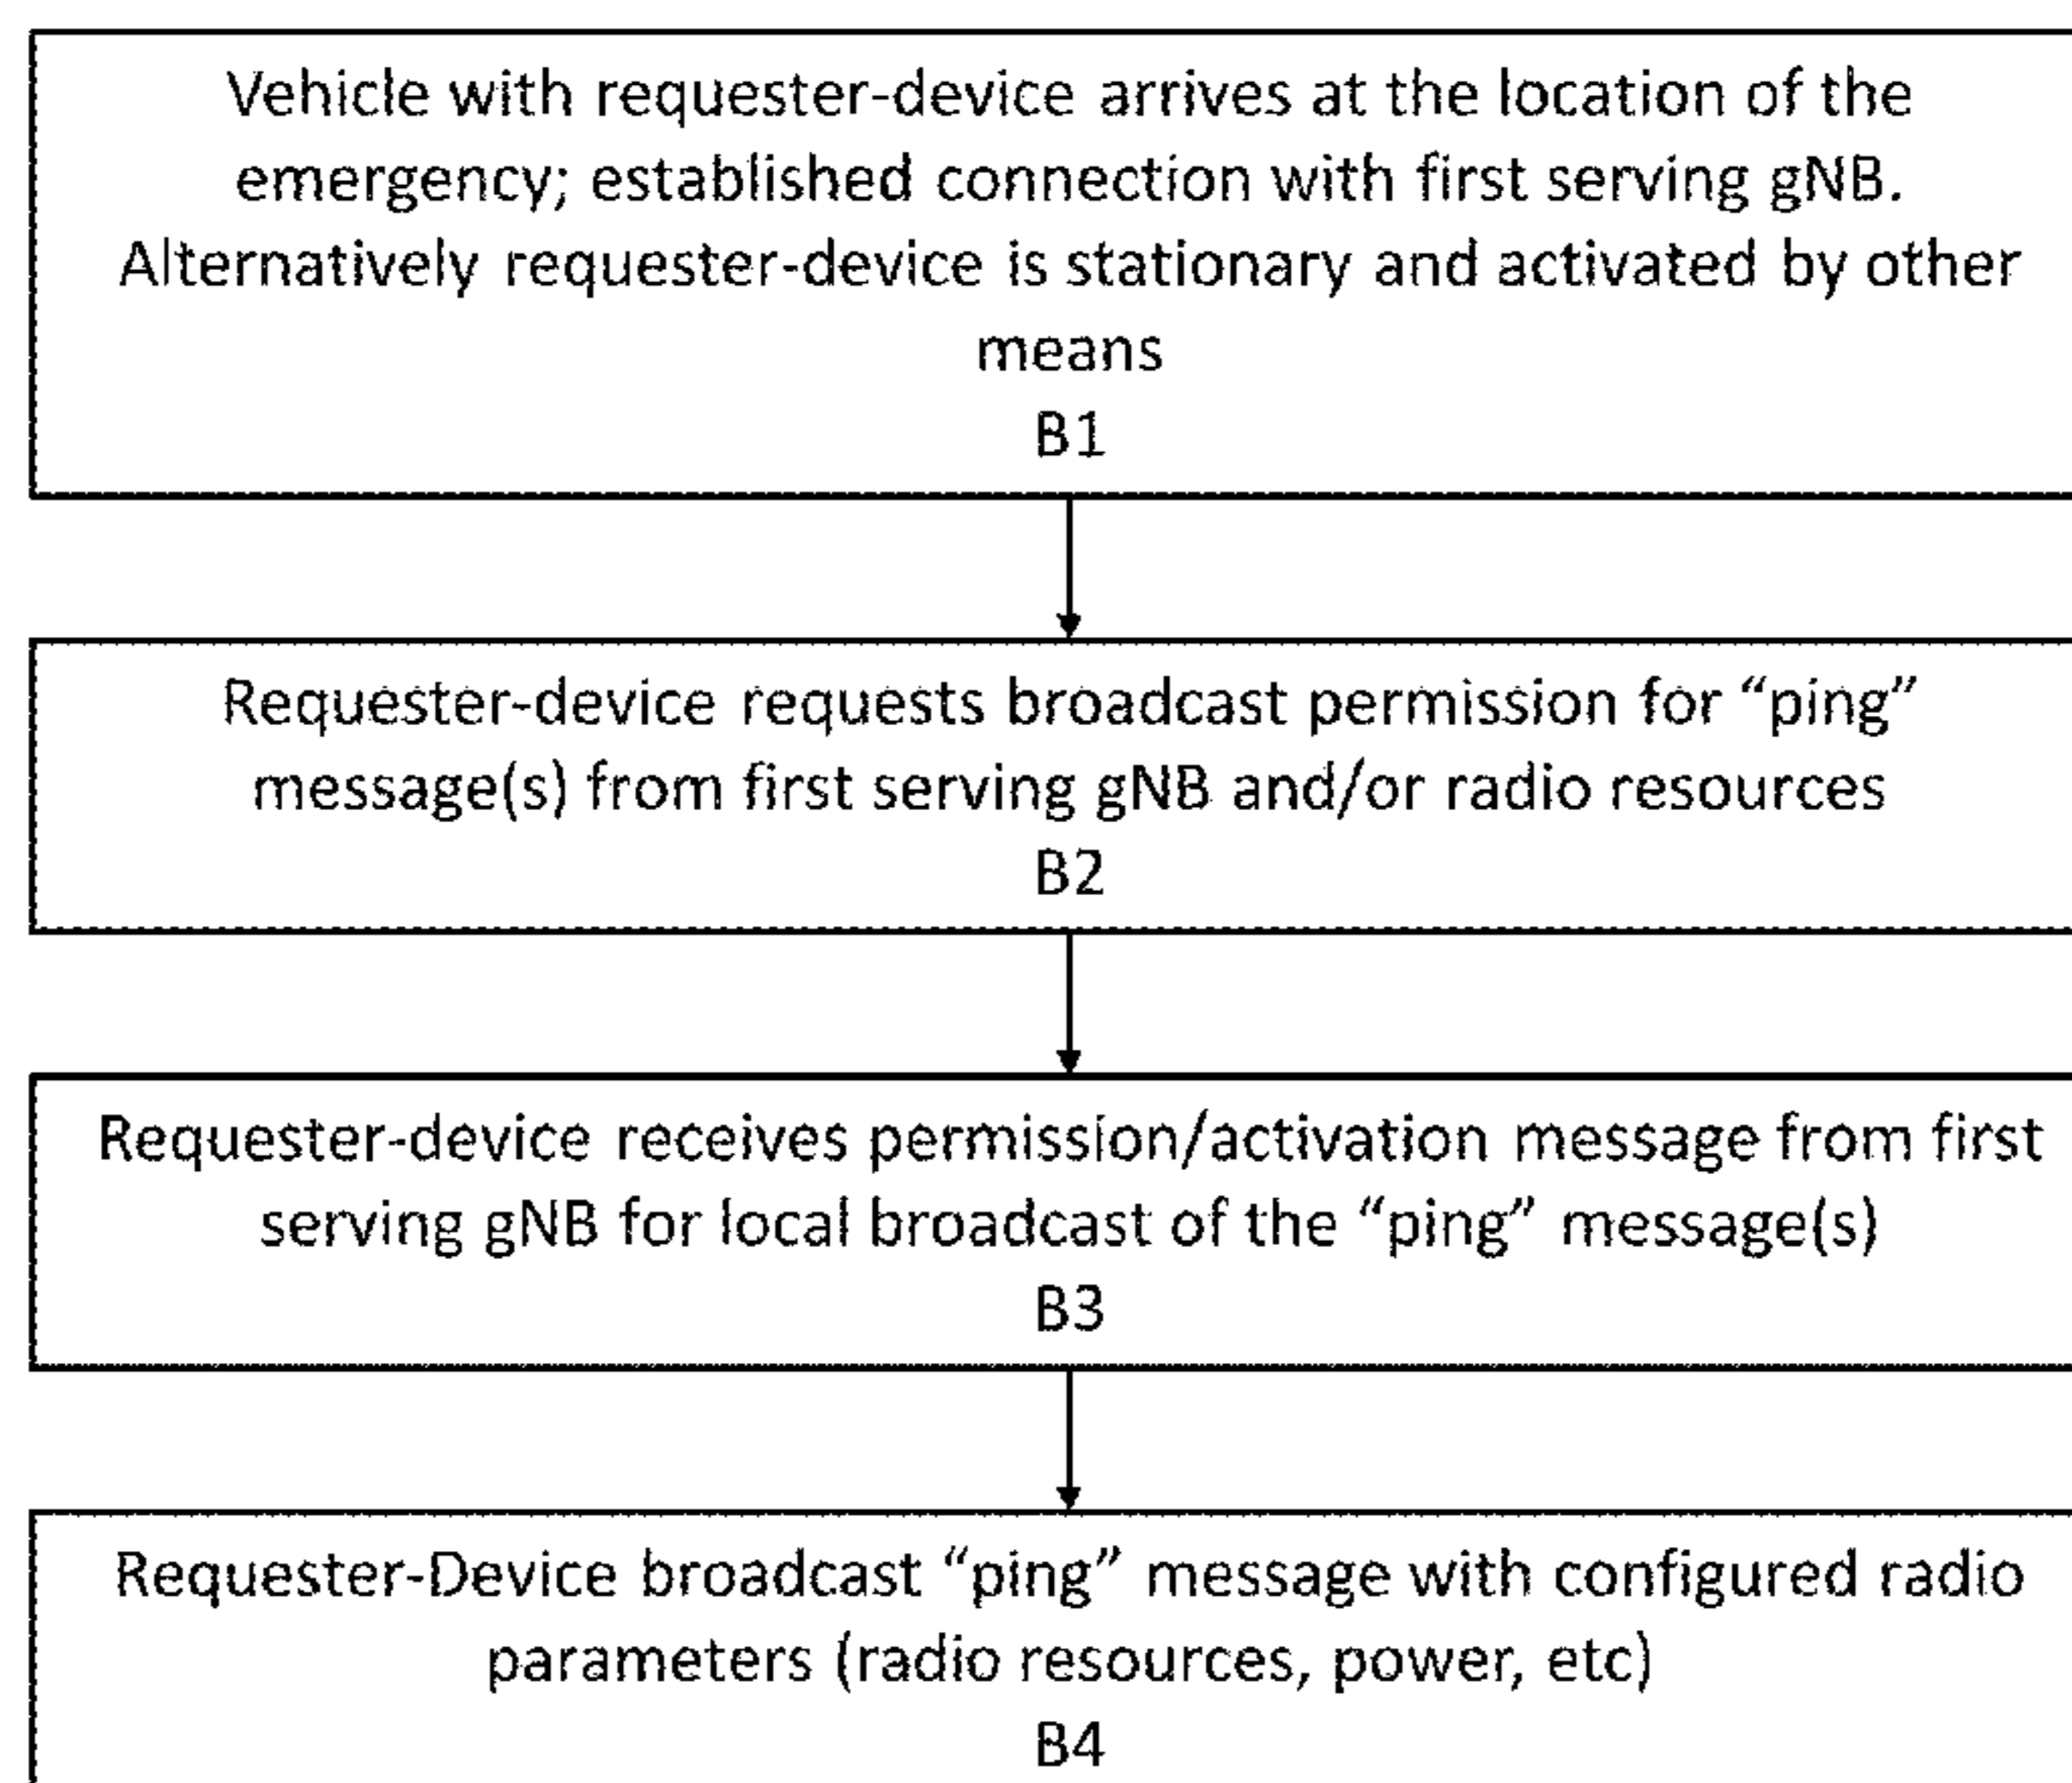 Vehicle with requester-device arrives at the location of the
emergency; established connection with first serving gNB.
Alternatively requester-device is stationary and activated by other
means
B1
Requester-device requests broadcast permission for “ping”
message(s) from first serving gNB and/or radio resources
B2
Requester-device receives permission/activation message from first
serving gNB for local broadcast of the “ping” message(s)
B3
Requester-Device broadcast “ping” message with configured radio
parameters (radio resources, power, etc)
B4